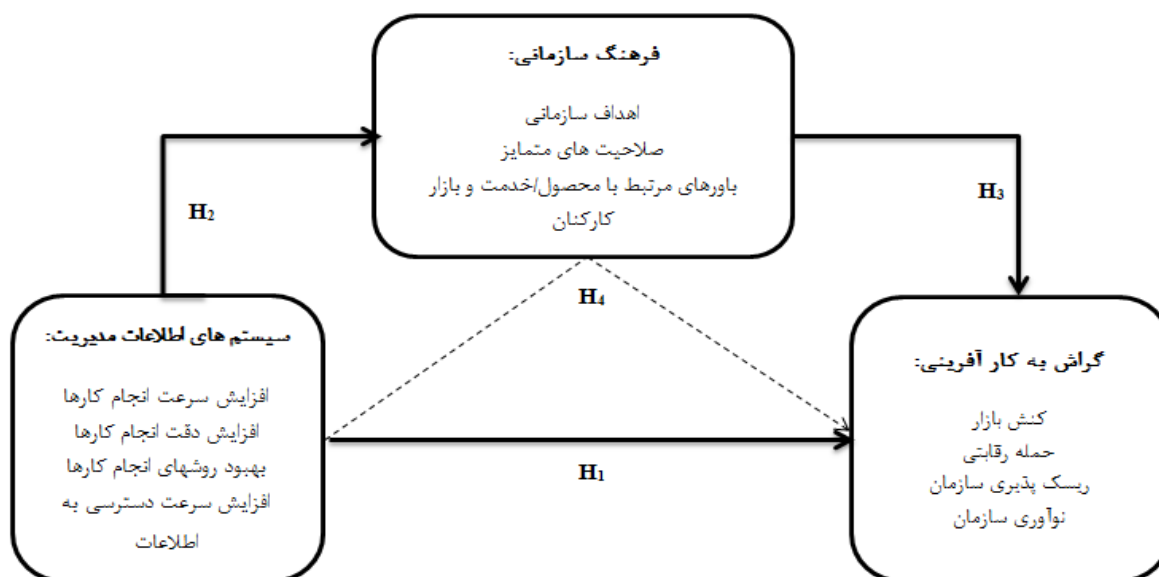 فرهنگ سازمانی:
اهداف سازمانی
صلاحیت های متمایز
باورهای مرتبط با محصول/خدمت و بازار
کارکنان
H₂
H₃
H₄
سیستم های اطلاعات مدیریت:
افزایش سرعت انجام کارها
افزایش دقت انجام کارها
بهبود روشهای انجام کارها
افزایش سرعت دسترسی به
اطلاعات
H₁
گراش به کار آفرینی:
کنش بازار
حمله رقابتی
ریسک پذیری سازمان
نوآوری سازمان